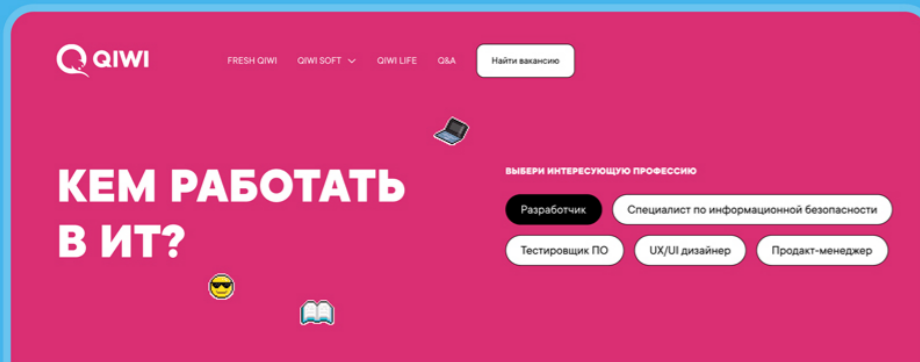 QIWI
FRESH QIWI QIWI SOFT QIWI LIFE Q&A Найти вакансию
КЕМ РАБОТАТЬ
В ИТ?
ВЫБЕРИ ИНТЕРЕСУЮЩУЮ ПРОФЕССИЮ
Разработчик Специалист по информационной безопасности
Тестировщик ПО UX/UI дизайнер Продакт-менеджер